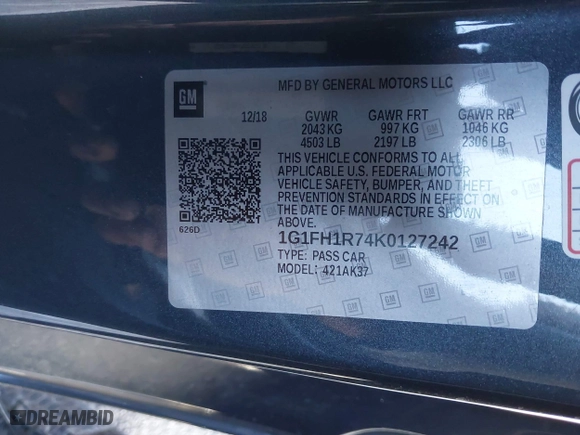 GM
MFD BY GENERAL MOTORS LLC
12/18 GVWR GAWR FRT GAWR RR
2043 KG 997 KG 1046 KG
4503 LB 2197 LB 2306 LB
THIS VEHICLE CONFORMS TO ALL
APPLICABLE U.S. FEDERAL MOTOR
VEHICLE SAFETY, BUMPER, AND THEFT
PREVENTION STANDARDS IN EFFECT ON
THE DATE OF MANUFACTURE SHOWN
ABOVE.
626D
1G1FH1R74K0127242
TYPE: PASS CAR
MODEL: 421AK37
DREAMBID